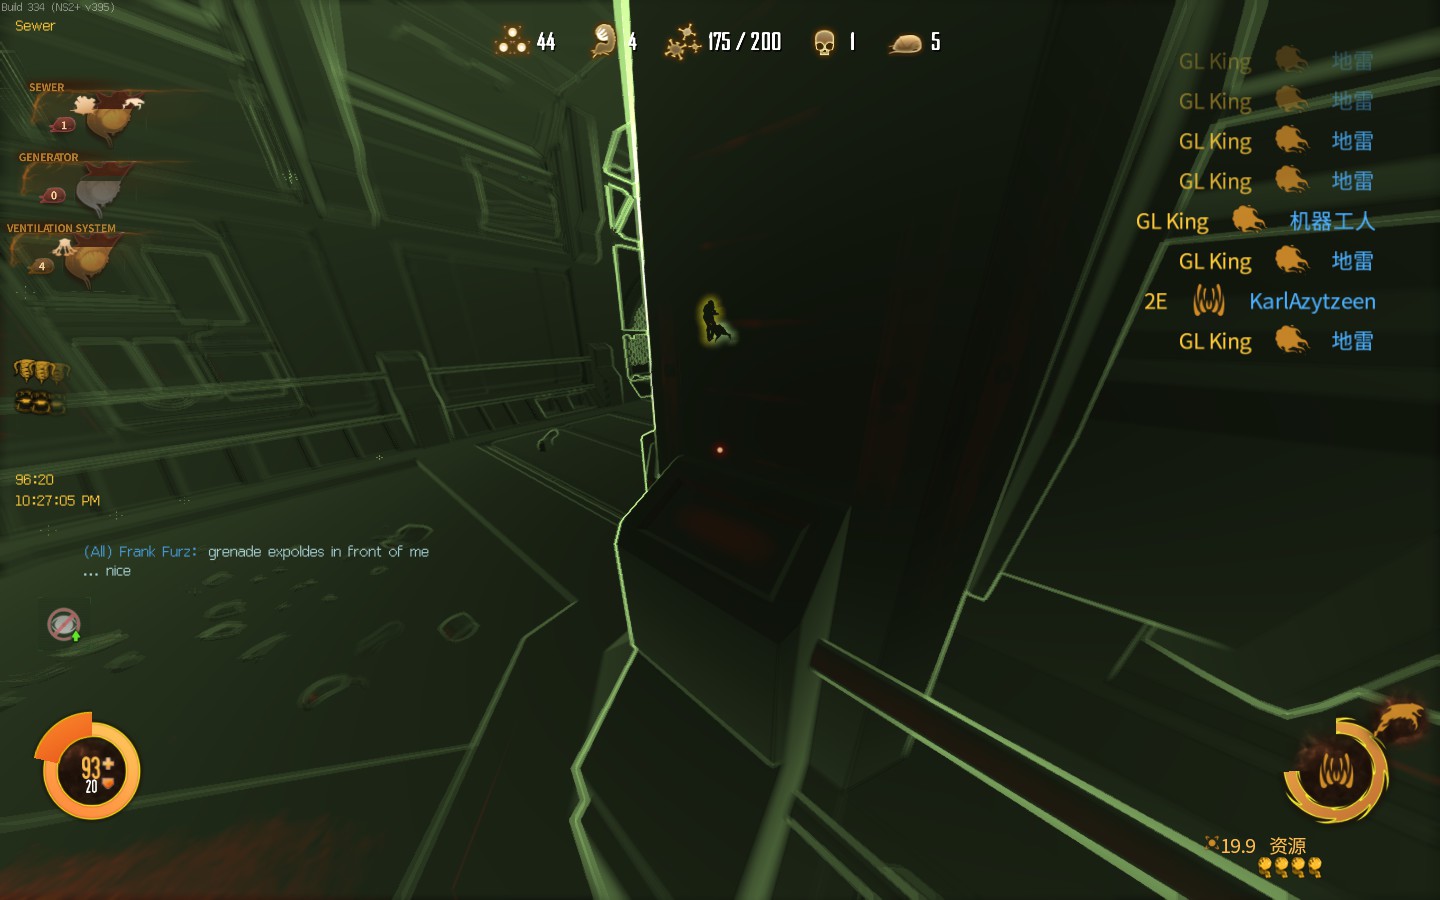 Build 334 (NS2+ v395)
Sewer
44
4
175 / 200
1
5
SEWER
1
GENERATOR
0
VENTILATION SYSTEM
4
GL King 地雷
GL King 地雷
GL King 地雷
GL King 地雷
GL King 机器工人
GL King 地雷
2E KarlAzytzeen
GL King 地雷
96:20
10:27:05 PM
(All) Frank Furz: grenade expoldes in front of me
... nice
93
20
19.9 资源